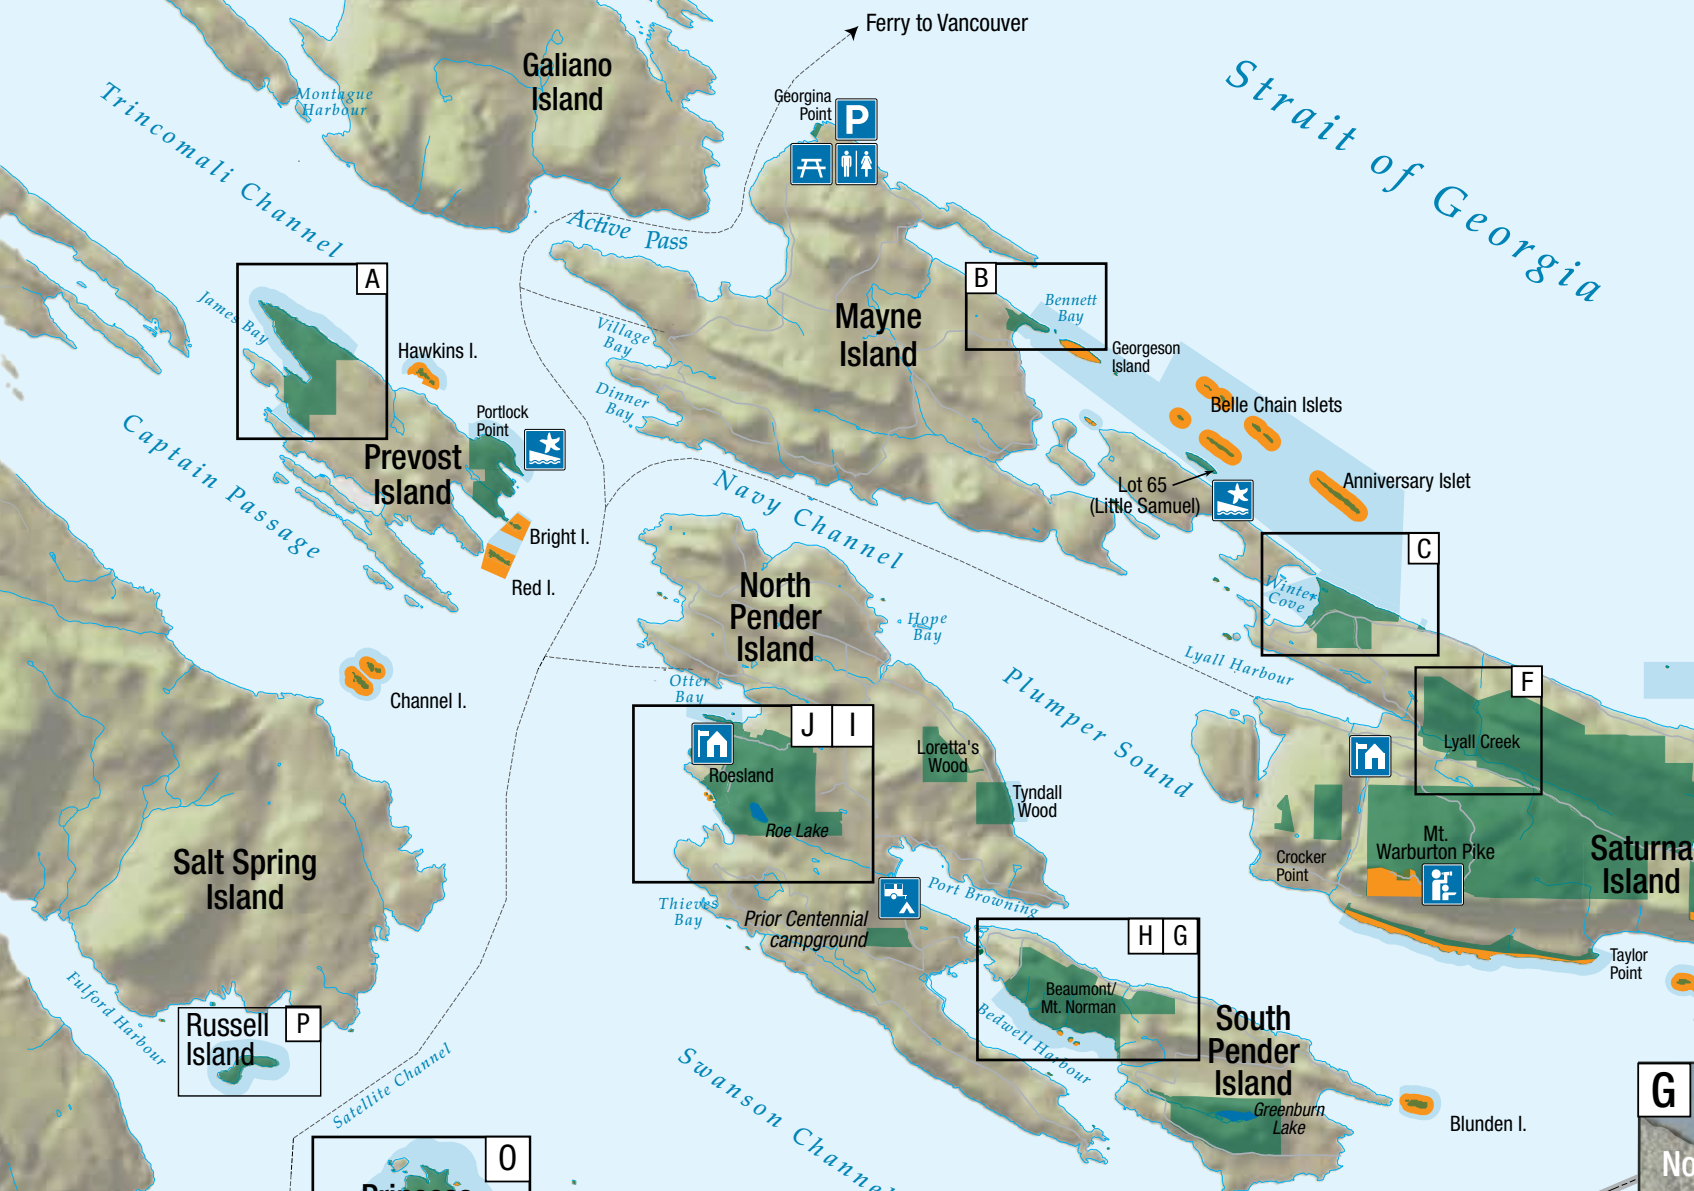 Ferry to Vancouver
Galiano
Island
Montague
Harbour
Georgina
Point
P
Strait of Georgia
Trincomali Channel
Active Pass
A
James Bay
Hawkins I.
Village
Bay
Mayne
Island
B
Bennett
Bay
Georgeson
Island
Dinner
Bay
Belle Chain Islets
Portlock
Point
Captain Passage
Prevost
Island
Navy Channel
Lot 65
(Little Samuel)
Anniversary Islet
Bright I.
Red I.
C
Winter
Cove
North
Pender
Island
Hope
Bay
Lyall Harbour
Plumper Sound
Channel I.
Otter
Bay
F
Lyall Creek
J
I
Roesland
Roe Lake
Loretta's
Wood
Tyndall
Wood
Mt.
Warburton Pike
Saturna
Island
Crocker
Point
Salt Spring
Island
Port Browning
Thieves
Bay
Prior Centennial
campground
H
G
Taylor
Point
Beaumont/
Mt. Norman
Bedwell Harbour
South
Pender
Island
Fulford Harbour
Russell
Island
P
Satellite Channel
Swanson Channel
Greenburn
Lake
Blunden I.
G
No
O
Princess